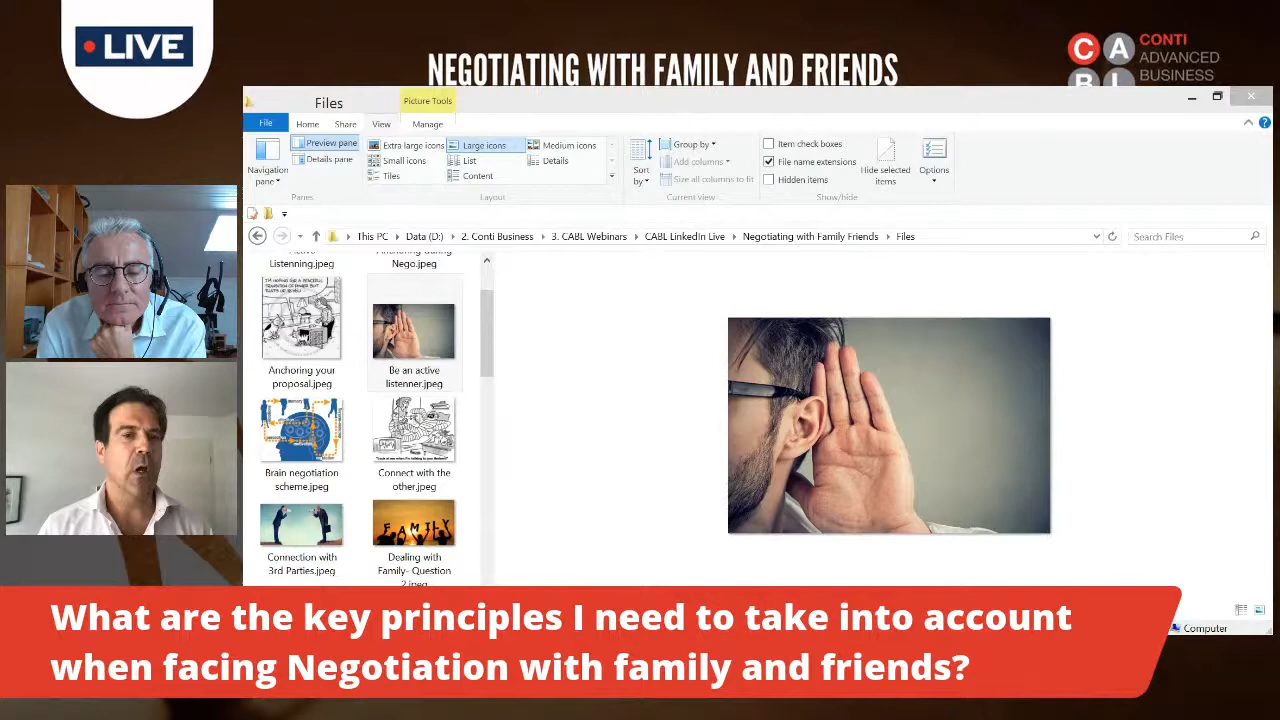 LIVE
NEGOTIATING WITH FAMILY AND FRIENDS
C A
CONTI
ADVANCED
BUSINESS
Files
Picture Tools
File
Home
Share
View
Manage
Navigation
pane
Preview pane
Details pane
Panes
Extra large icons
Large icons
Medium icons
Small icons
List
Details
Tiles
Content
Layout
Sort
by
Group by
Add columns
Size all columns to fit
Current view
Item check boxes
File name extensions
Hidden items
Hide selected
items
Show/hide
Options
This PC
Data (D:)
2. Conti Business
3. CABL Webinars
CABL LinkedIn Live
Negotiating with Family Friends
Files
Search Files
Listenning.jpeg
Nego.jpeg
Anchoring your
proposal.jpeg
Be an active
listenner.jpeg
Brain negotiation
scheme.jpeg
Connect with the
other.jpeg
FAMILY
Connection with
3rd Parties.jpeg
Dealing with
Family- Question
2.jpeg
Computer
What are the key principles I need to take into account
when facing Negotiation with family and friends?